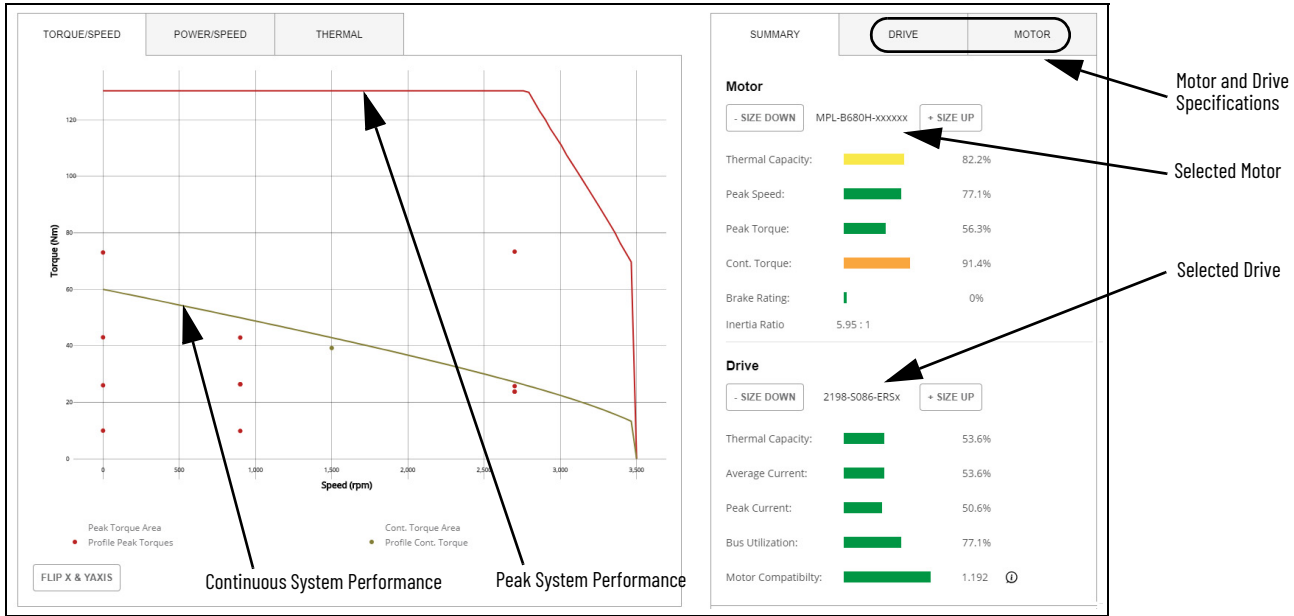 TORQUE/SPEED POWER/SPEED THERMAL
120
100
80
60
40
20
0
Torque (Nm)
0 500 1,000 1,500 2,000 2,500 3,000 3,500
Speed (rpm)
Peak Torque Area Cont. Torque Area
Profile Peak Torques Profile Cont. Torque
FLIP X & YAXIS
Continuous System Performance
Peak System Performance
SUMMARY DRIVE MOTOR
Motor
- SIZE DOWN MPL-B680H-xxxxxx + SIZE UP
Thermal Capacity: 82.2%
Peak Speed: 77.1%
Peak Torque: 56.3%
Cont. Torque: 91.4%
Brake Rating: 0%
Inertia Ratio 5.95 : 1
Drive
- SIZE DOWN 2198-S086-ERSx + SIZE UP
Thermal Capacity: 53.6%
Average Current: 53.6%
Peak Current: 50.6%
Bus Utilization: 77.1%
Motor Compatibilty: 1.192 i
Motor and Drive
Specifications
Selected Motor
Selected Drive